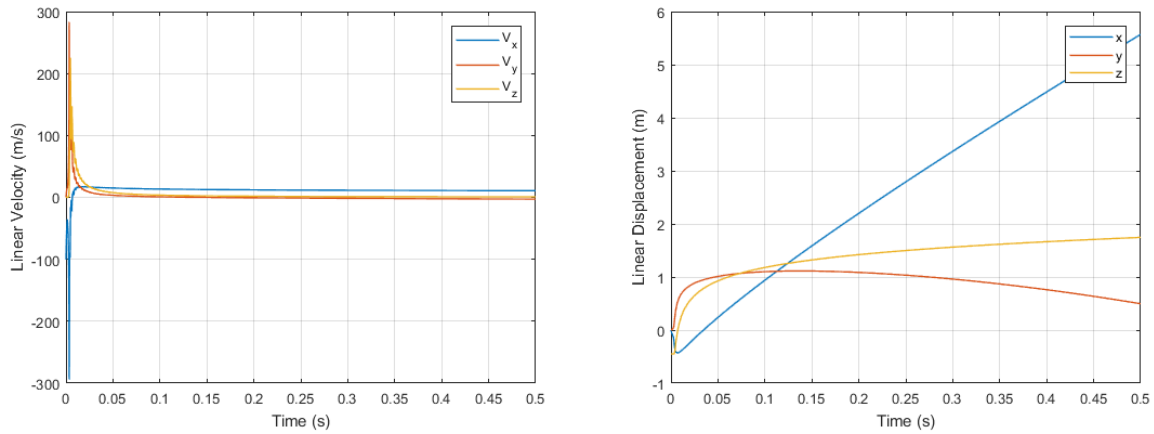 300
200
100
0
-100
-200
-300
Linear Velocity (m/s)
V_x
V_y
V_z
0 0.05 0.1 0.15 0.2 0.25 0.3 0.35 0.4 0.45 0.5
Time (s)
6
5
4
3
2
1
0
-1
Linear Displacement (m)
x
y
z
0 0.05 0.1 0.15 0.2 0.25 0.3 0.35 0.4 0.45 0.5
Time (s)